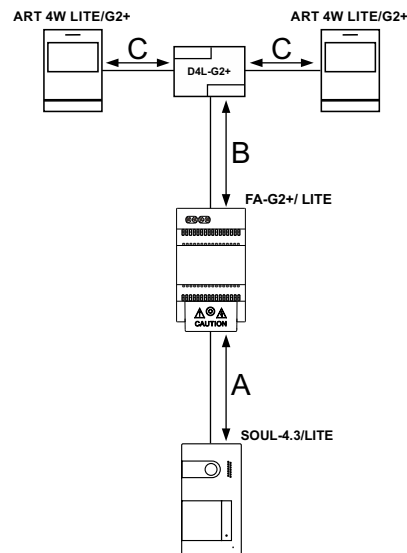 ART 4W LITE/G2+ ART 4W LITE/G2+
C D4L-G2+ C
B
FA-G2+/ LITE
CAUTION
A
SOUL-4.3/LITE